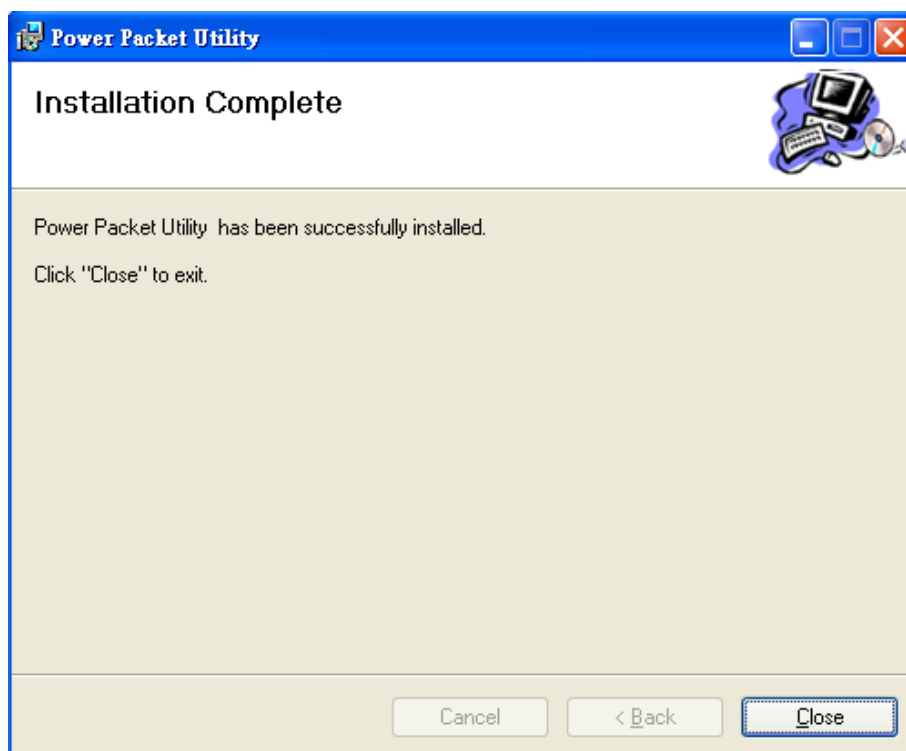 Power Packet Utility
Installation Complete
Power Packet Utility  has been successfully installed.
Click "Close" to exit.
Cancel
< Back
Close